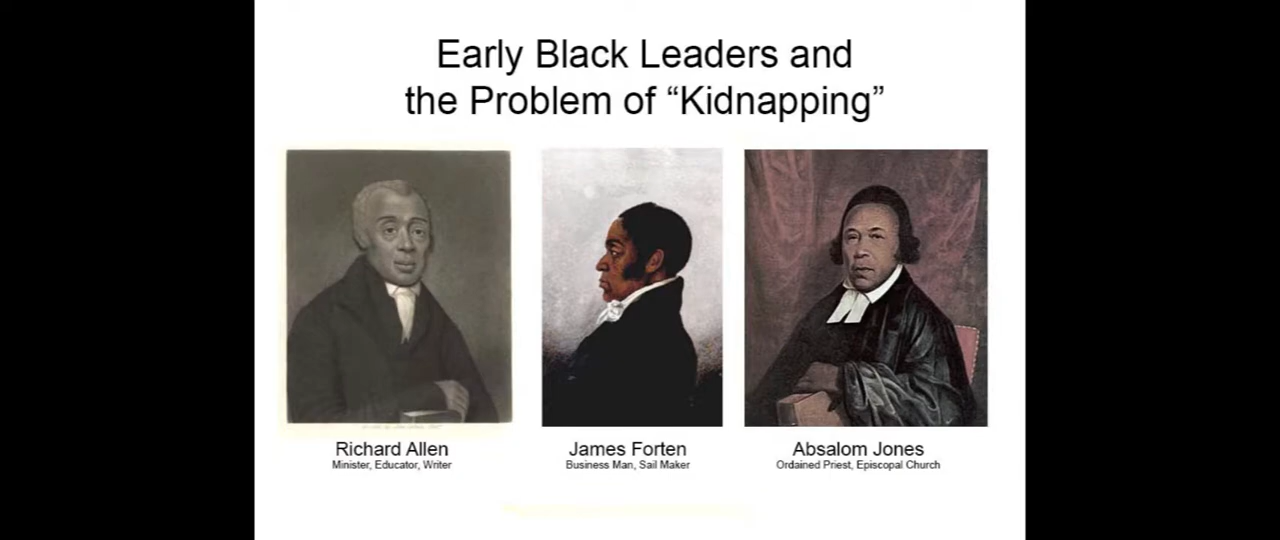 Early Black Leaders and
the Problem of “Kidnapping”
Richard Allen
Minister, Educator, Writer
James Forten
Business Man, Sail Maker
Absalom Jones
Ordained Priest, Episcopal Church